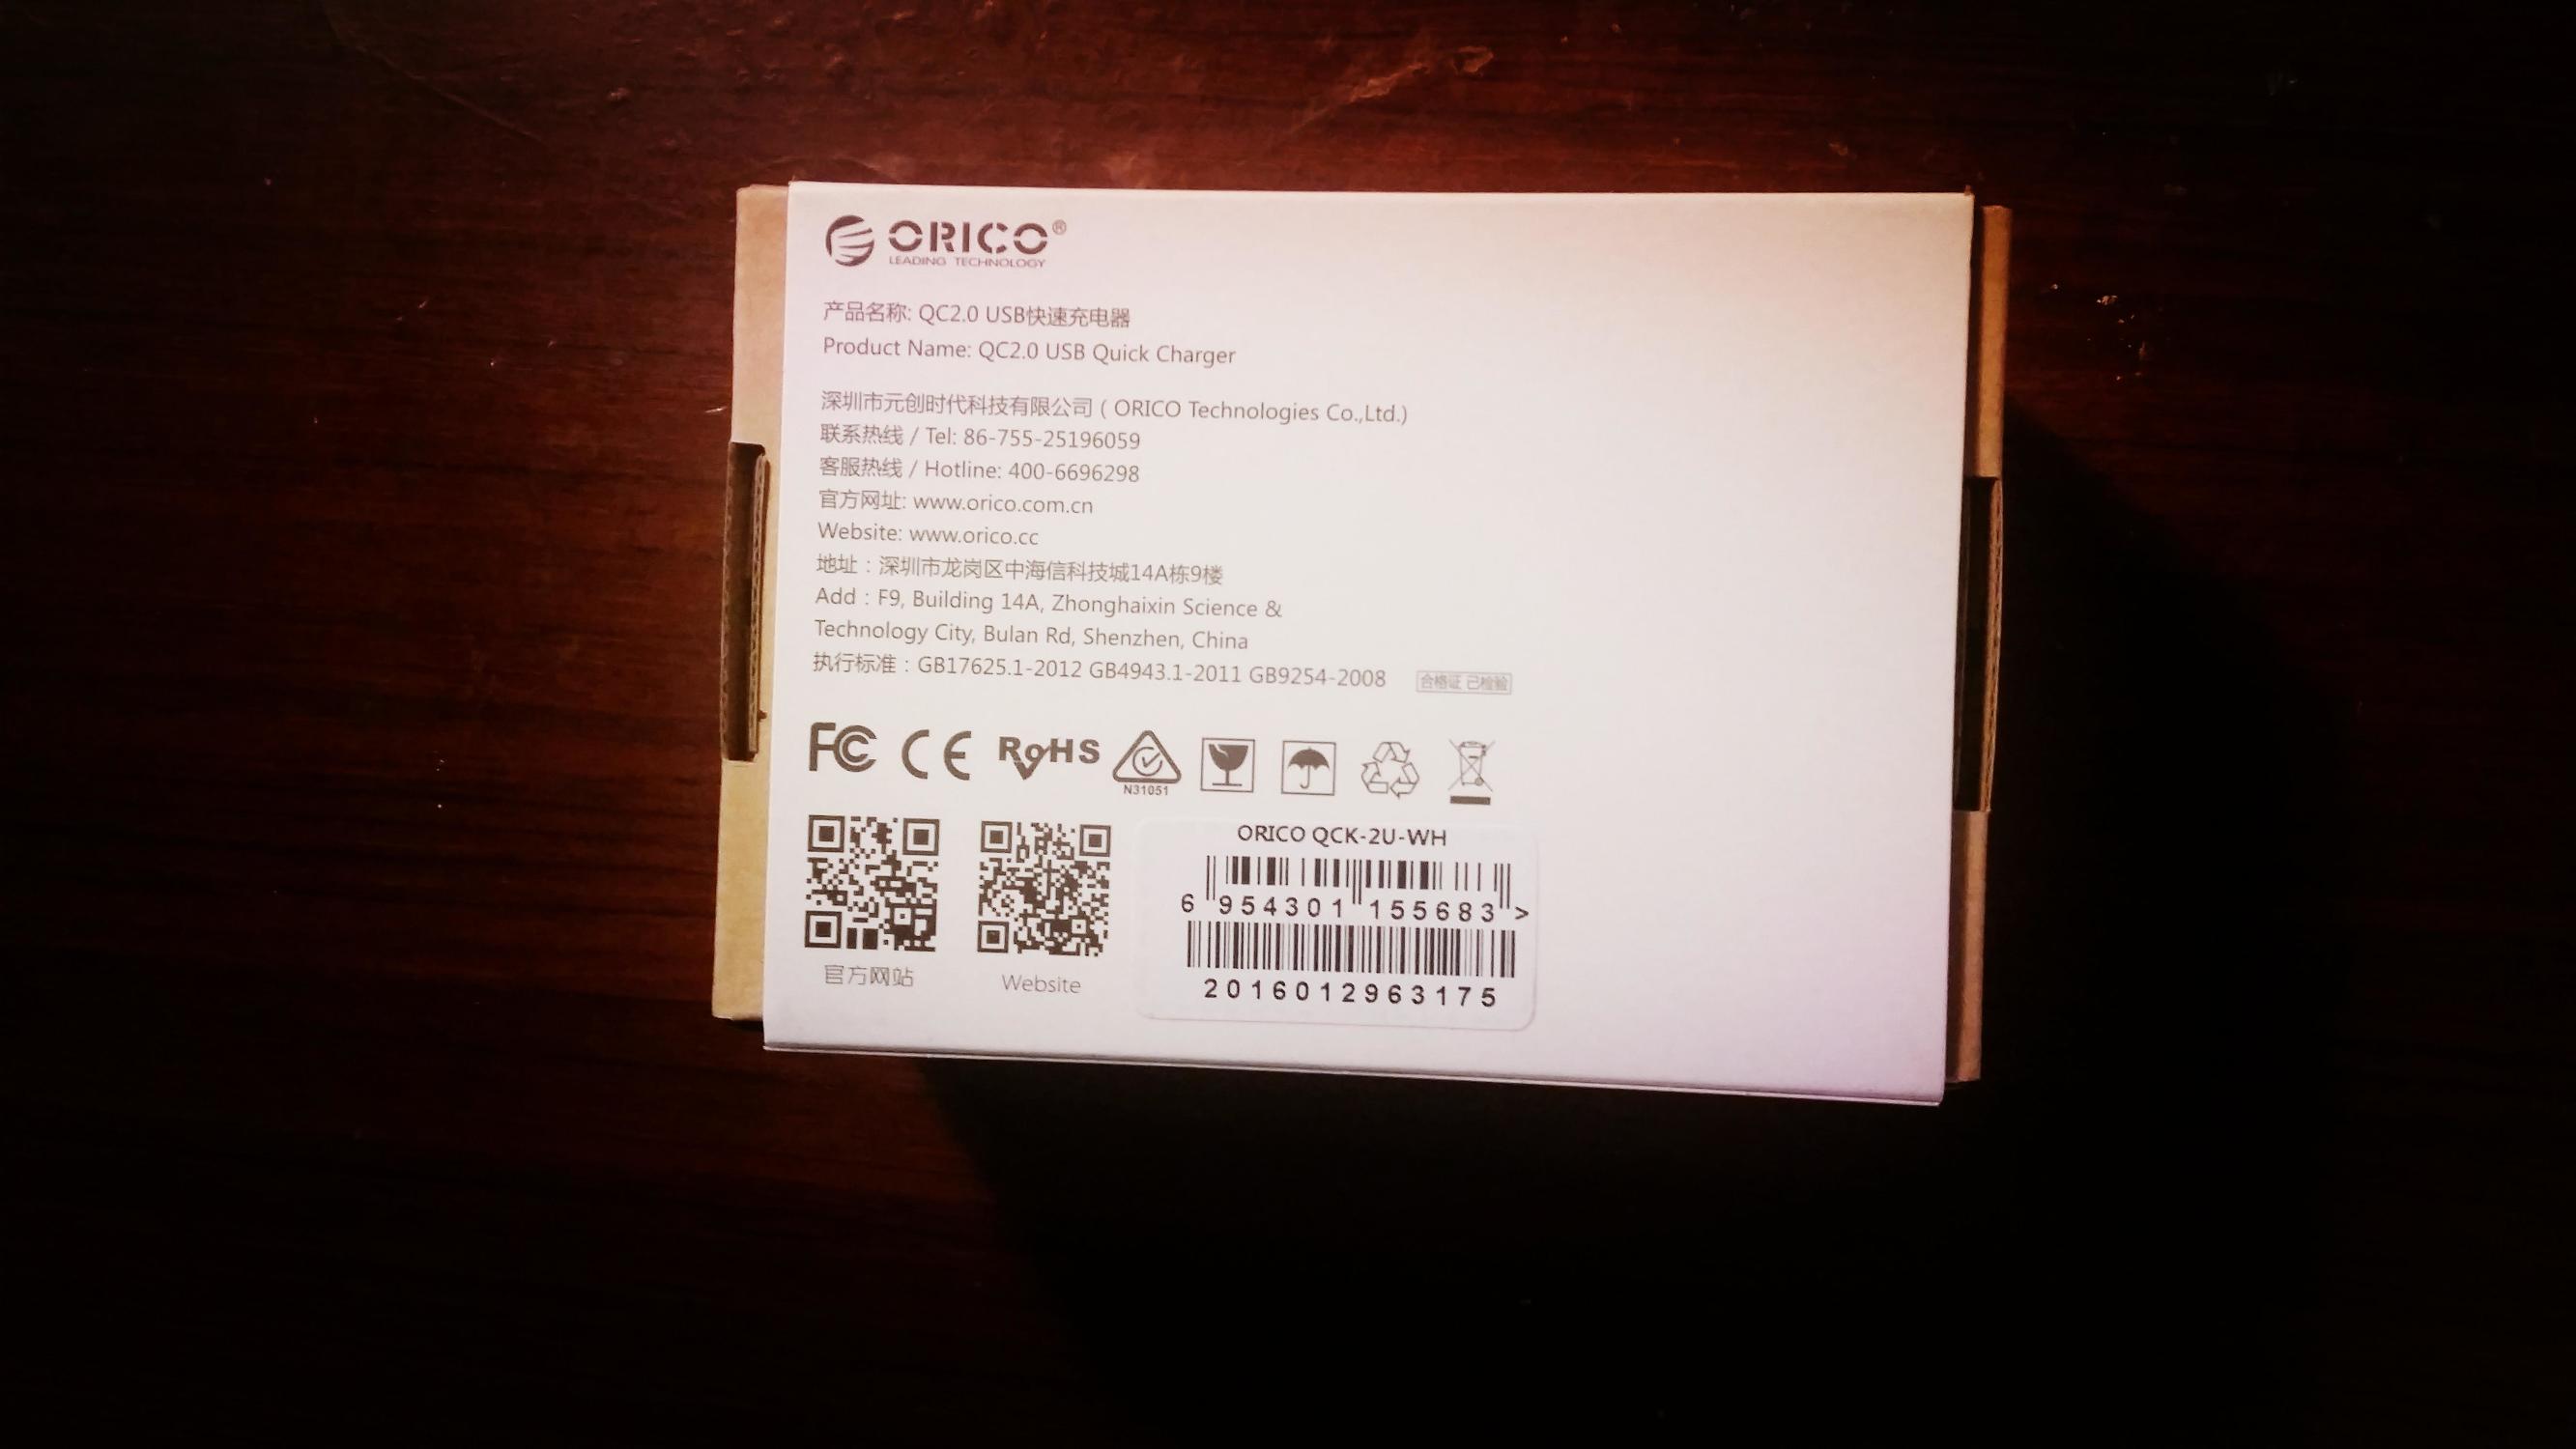 ORICO®
LEADING TECHNOLOGY
产品名称: QC2.0 USB快速充电器
Product Name: QC2.0 USB Quick Charger
深圳市元创时代科技有限公司 ( ORICO Technologies Co.,Ltd.)
联系热线 / Tel: 86-755-25196059
客服热线 / Hotline: 400-6696298
官方网址: www.orico.com.cn
Website: www.orico.cc
地址：深圳市龙岗区中海信科技城14A栋9楼
Add : F9, Building 14A, Zhonghaixin Science &
Technology City, Bulan Rd, Shenzhen, China
执行标准：GB17625.1-2012 GB4943.1-2011 GB9254-2008 合格证 已检验
FC CE RoHS
N31051
ORICO QCK-2U-WH
6 954301 155683 >
2016012963175
官方网站 Website